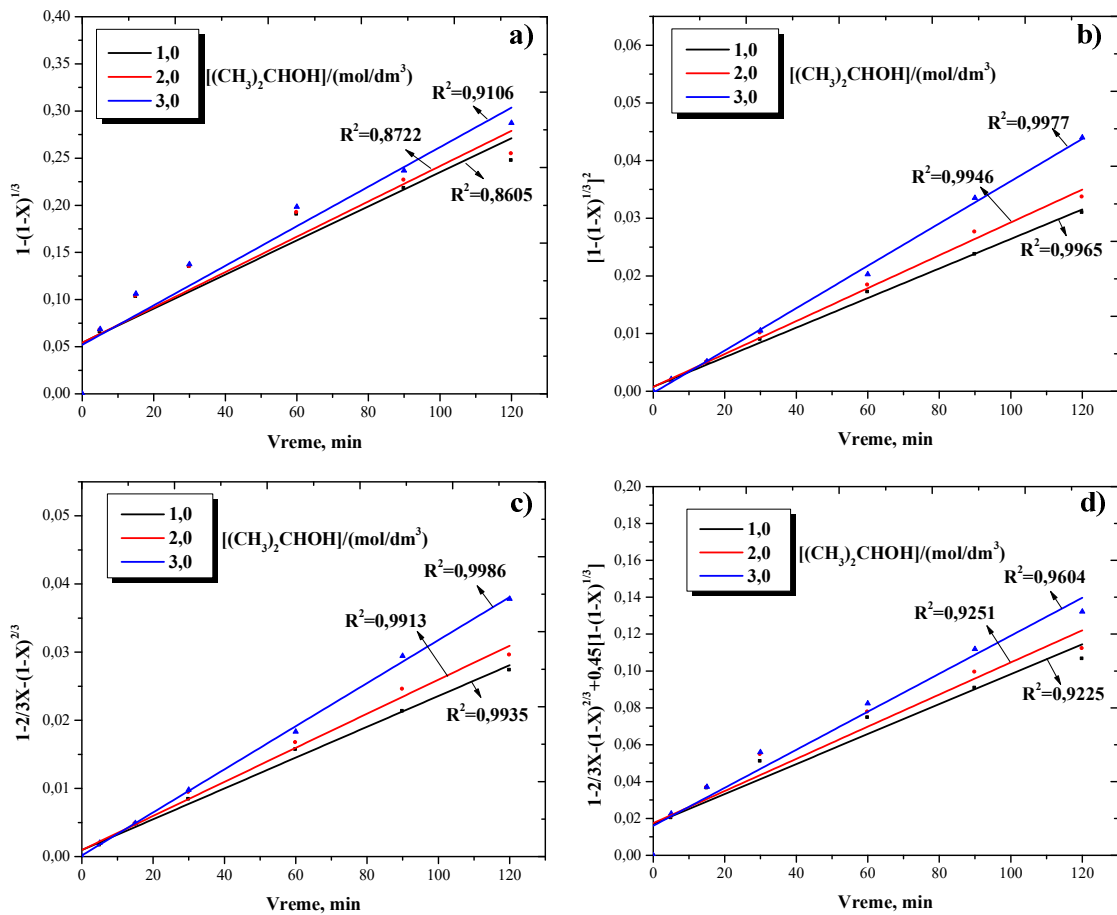 a)
0,40
0,35
0,30
0,25
0,20
0,15
0,10
0,05
0,00
1-(1-X)^{1/3}
1,0
2,0
3,0
[(CH₃)₂CHOH]/(mol/dm³)
R²=0,9106
R²=0,8722
R²=0,8605
0 20 40 60 80 100 120
Vreme, min
b)
0,06
0,05
0,04
0,03
0,02
0,01
0,00
[1-(1-X)^{1/3}]²
1,0
2,0
3,0
[(CH₃)₂CHOH]/(mol/dm³)
R²=0,9977
R²=0,9946
R²=0,9965
0 20 40 60 80 100 120
Vreme, min
c)
0,05
0,04
0,03
0,02
0,01
0,00
1-2/3X-(1-X)^{2/3}
1,0
2,0
3,0
[(CH₃)₂CHOH]/(mol/dm³)
R²=0,9986
R²=0,9913
R²=0,9935
0 20 40 60 80 100 120
Vreme, min
d)
0,20
0,18
0,16
0,14
0,12
0,10
0,08
0,06
0,04
0,02
0,00
1-2/3X-(1-X)^{2/3}+0,45[1-(1-X)^{1/3}]
1,0
2,0
3,0
[(CH₃)₂CHOH]/(mol/dm³)
R²=0,9604
R²=0,9251
R²=0,9225
0 20 40 60 80 100 120
Vreme, min